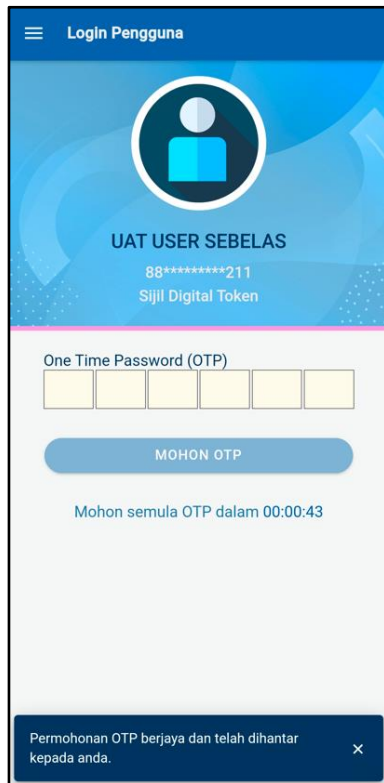 Login Pengguna
UAT USER SEBELAS
88*********211
Sijil Digital Token
One Time Password (OTP)
MOHON OTP
Mohon semula OTP dalam 00:00:43
Permohonan OTP berjaya dan telah dihantar
kepada anda.